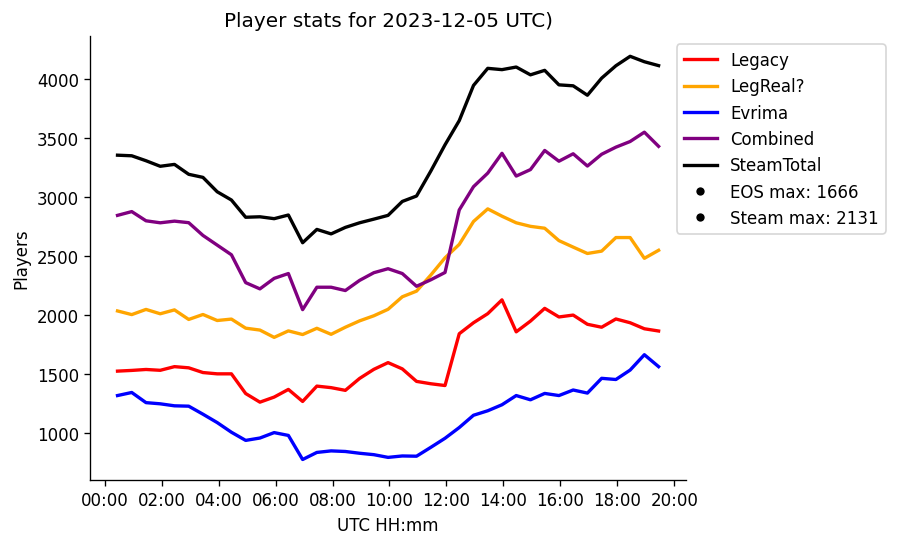 Player stats for 2023-12-05 UTC)
Players
4000
3500
3000
2500
2000
1500
1000
00:00 02:00 04:00 06:00 08:00 10:00 12:00 14:00 16:00 18:00 20:00
UTC HH:mm
Legacy
LegReal?
Evrima
Combined
SteamTotal
EOS max: 1666
Steam max: 2131